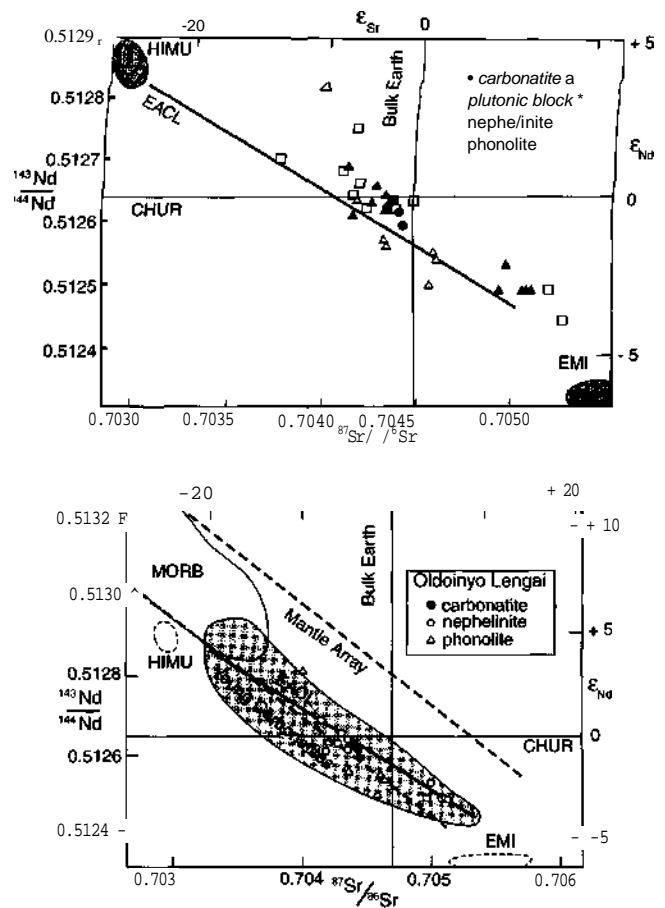 -20 εSr 0
0.5129 HIMU + 5
0.5128 EACL Bulk Earth • carbonatite a
plutonic block *
nephe/inite
phonolite
0.5127 εNd
143Nd
144Nd
CHUR 0
0.5126
0.5125
0.5124 EMI - 5
0.7030 0.7035 0.7040 0.7045 0.7050
87Sr/ /6Sr
-20 + 20
0.5132 F - + 10
MORB Bulk Earth Oldoinyo Lengai
● carbonatite
○ nephelinite
△ phonolite
0.5130 Mantle Array + 5
HIMU
0.5128 εNd
143Nd
144Nd
0
CHUR
0.5126
0.5124 - EMI -5
0.703 0.704 87Sr/86Sr 0.705 0.706